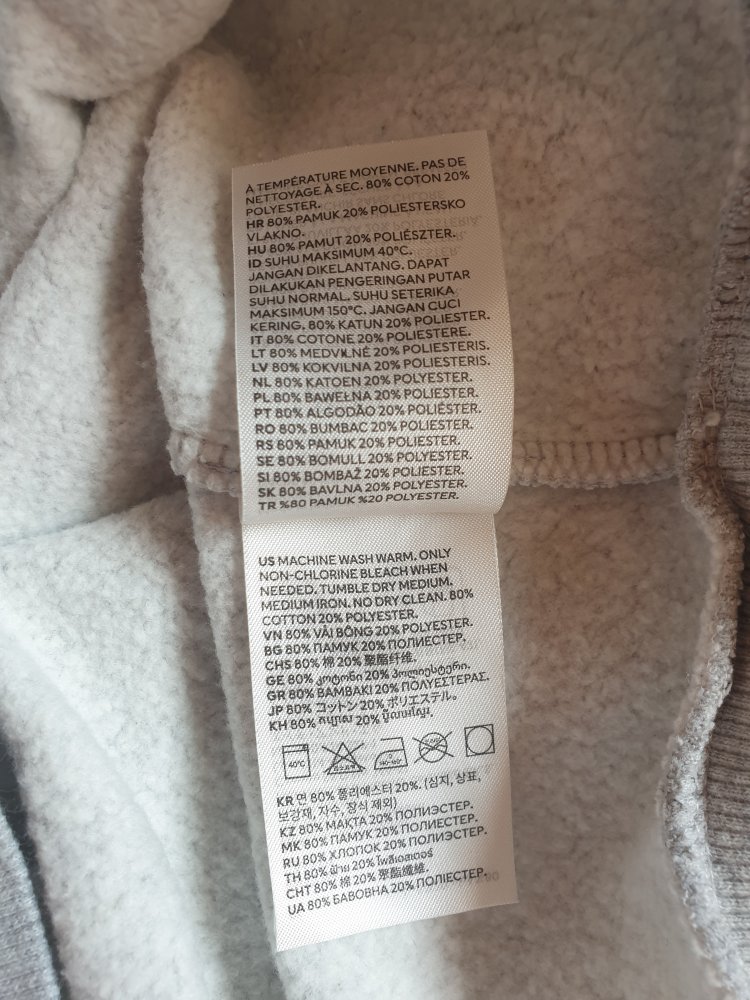 À TEMPÉRATURE MOYENNE. PAS DE
NETTOYAGE À SEC. 80% COTON 20%
POLYESTER.
HR 80% PAMUK 20% POLIESTERSKO
VLAKNO.
HU 80% PAMUT 20% POLIÉSZTER.
ID SUHU MAKSIMUM 40°C.
JANGAN DIKELANTANG. DAPAT
DILAKUKAN PENGERINGAN PUTAR
SUHU NORMAL. SUHU SETERIKA
MAKSIMUM 150°C. JANGAN CUCI
KERING. 80% KATUN 20% POLIESTER.
IT 80% COTONE 20% POLIESTERE.
LT 80% MEDVILNĖ 20% POLIESTERIS.
LV 80% KOKVILNA 20% POLIESTERIS.
NL 80% KATOEN 20% POLYESTER.
PL 80% BAWEŁNA 20% POLYESTER.
PT 80% ALGODÃO 20% POLIÉSTER.
RO 80% BUMBAC 20% POLIESTER.
RS 80% PAMUK 20% POLIESTER.
SE 80% BOMULL 20% POLYESTER.
SI 80% BOMBAŽ 20% POLIESTER.
SK 80% BAVLNA 20% POLYESTER.
TR %80 PAMUK %20 POLYESTER.
US MACHINE WASH WARM. ONLY
NON-CHLORINE BLEACH WHEN
NEEDED. TUMBLE DRY MEDIUM.
MEDIUM IRON. NO DRY CLEAN. 80%
COTTON 20% POLYESTER.
VN 80% VẢI BÔNG 20% POLYESTER.
BG 80% ПАМУК 20% ПОЛИЕСТЕР.
CHS 80% 棉 20% 聚酯纤维。
GE 80% კოტონი 20% პოლიესტერი.
GR 80% ΒΑΜΒΑΚΙ 20% ΠΟΛΥΕΣΤΕΡΑΣ.
JP 80% コットン 20% ポリエステル。
KH 80% 20%
40°C
KR 면 80% 폴리에스터 20%. (심지, 상표,
보강재, 자수, 장식 제외)
KZ 80% МАКТА 20% ПОЛИЭСТЕР.
MK 80% ПАМУК 20% ПОЛИЕСТЕР.
RU 80% ХЛОПОК 20% ПОЛИЭСТЕР.
TH 80% ฝ้าย 20% โพลีเอสเตอร์
CHT 80% 棉 20% 聚酯纖維。
UA 80% БАВОВНА 20% ПОЛІЕСТЕР.